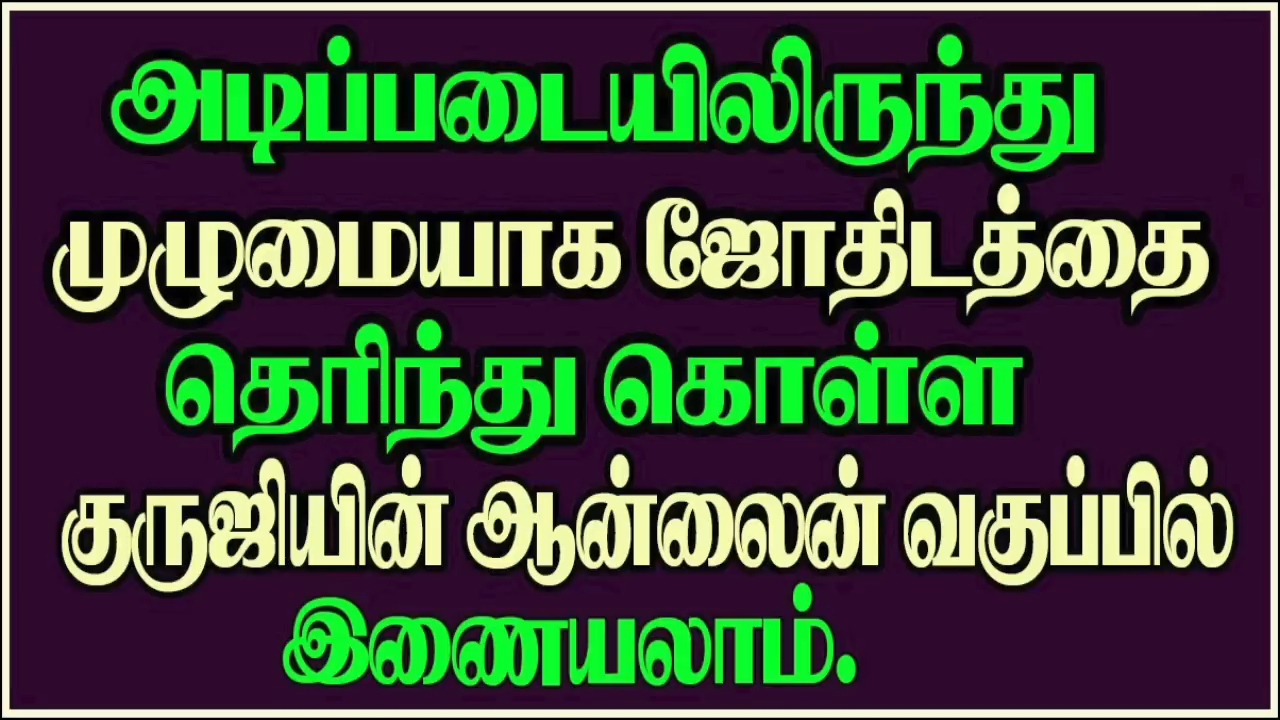 அடிப்படையிலிருந்து
முழுமையாக ஜோதிடத்தை
தெரிந்து கொள்ள
குருஜியின் ஆன்லைன் வகுப்பில்
இணையலாம்.